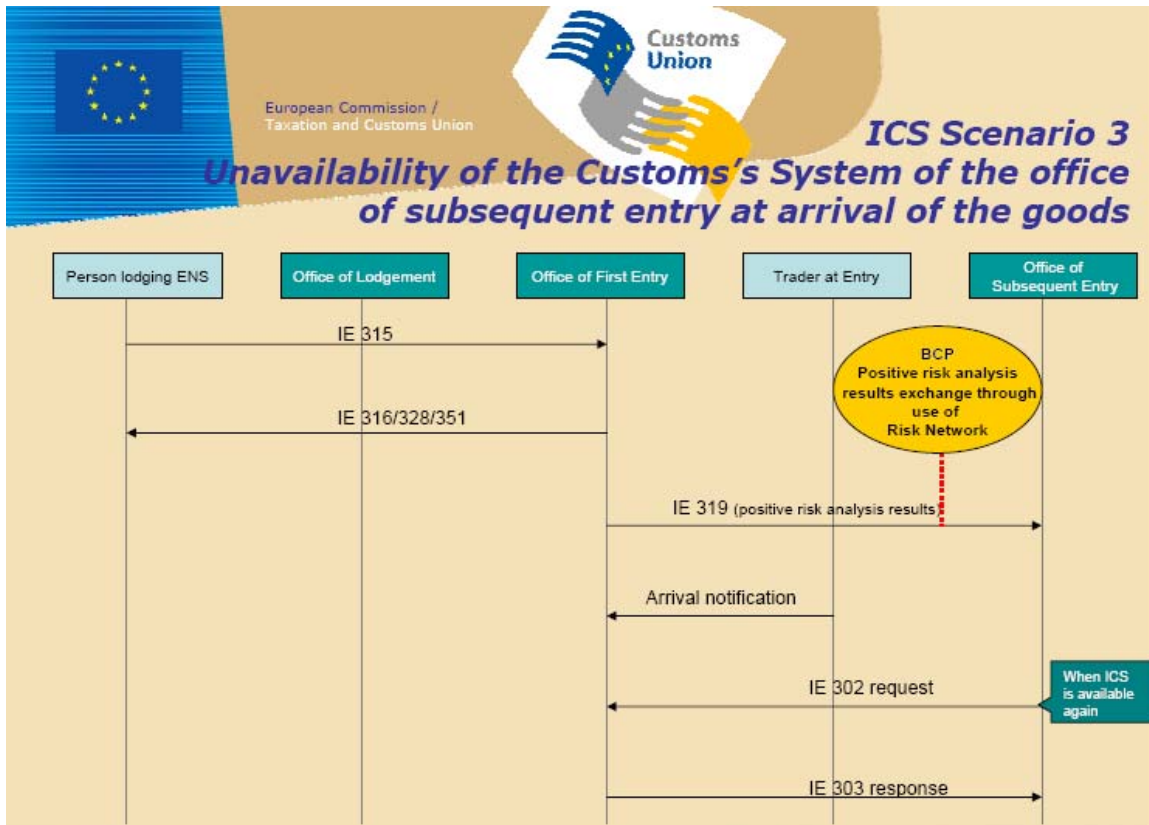 Customs
Union
European Commission /
Taxation and Customs Union
ICS Scenario 3
Unavailability of the Customs's System of the office
of subsequent entry at arrival of the goods
Person lodging ENS
Office of Lodgement
Office of First Entry
Trader at Entry
Office of
Subsequent Entry
IE 315
BCP
Positive risk analysis
results exchange through
use of
Risk Network
IE 316/328/351
IE 319 (positive risk analysis results)
Arrival notification
IE 302 request
When ICS
is available
again
IE 303 response